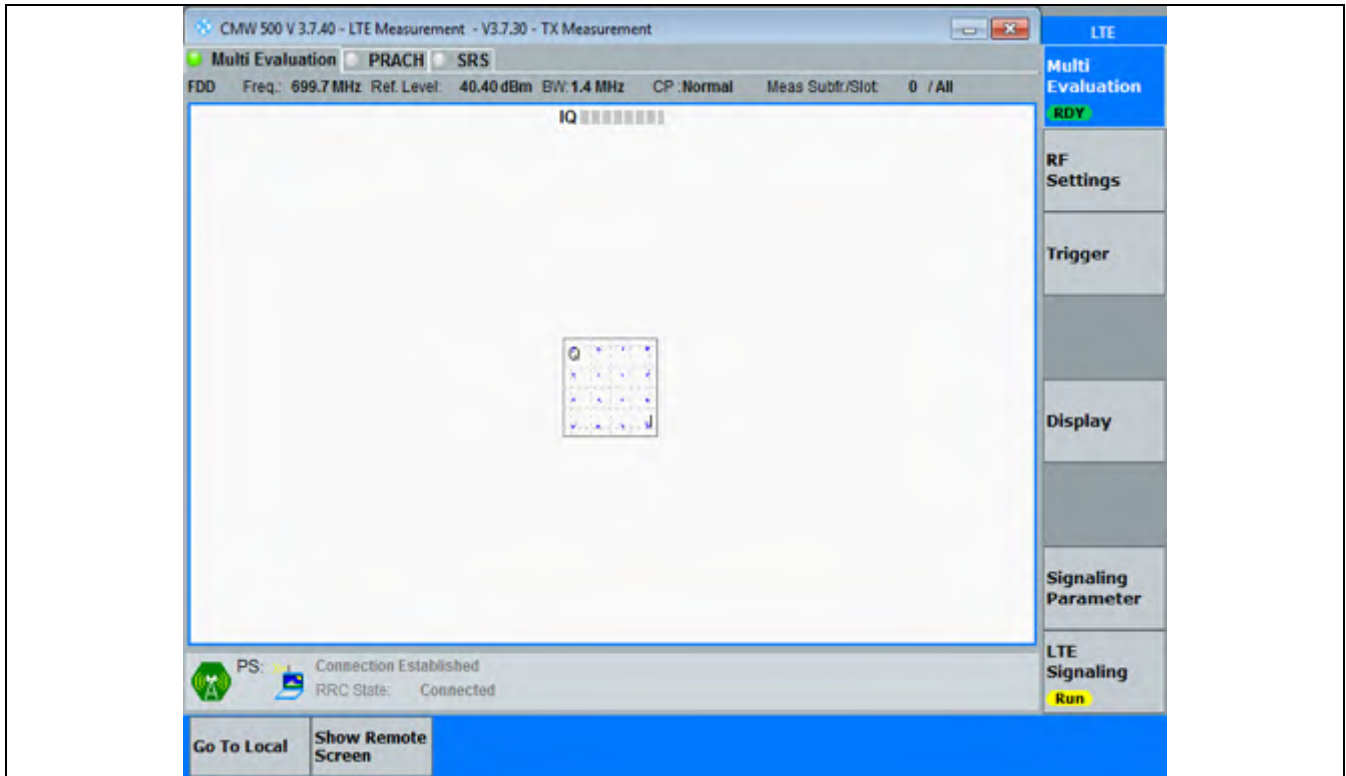 CMW 500 V 3.7.40 - LTE Measurement - V3.7.30 - TX Measurement
Multi Evaluation PRACH SRS
FDD Freq.: 699.7 MHz Ref. Level: 40.40 dBm BW: 1.4 MHz CP :Normal Meas Subfr./Slot: 0 / All
IQ
Q
I
PS: Connection Established
RRC State: Connected
Go To Local
Show Remote
Screen
LTE
Multi
Evaluation
RDY
RF
Settings
Trigger
Display
Signaling
Parameter
LTE
Signaling
Run